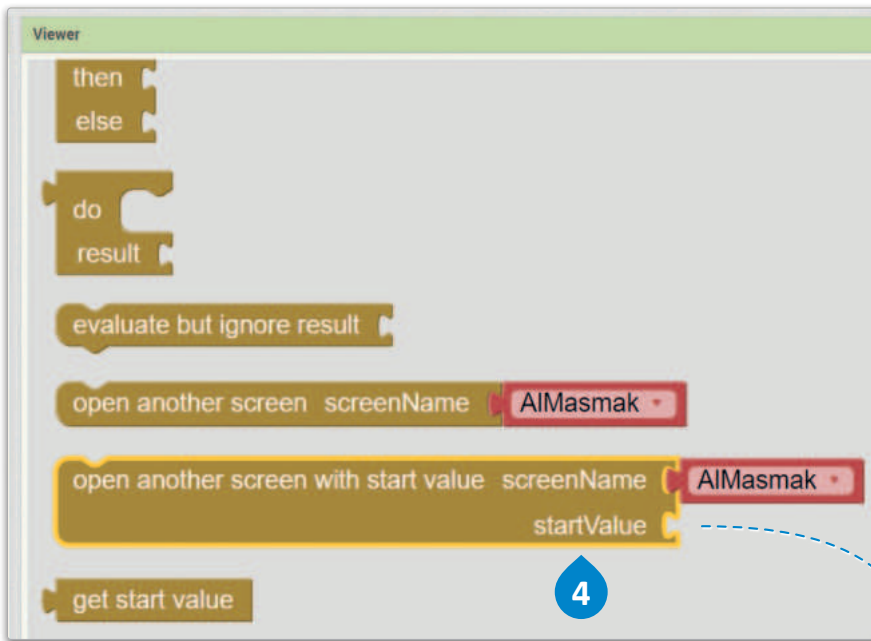 Viewer
then
else
do
result
evaluate but ignore result
open another screen screenName AlMasmak
open another screen with start value screenName AlMasmak
startValue
4
get start value